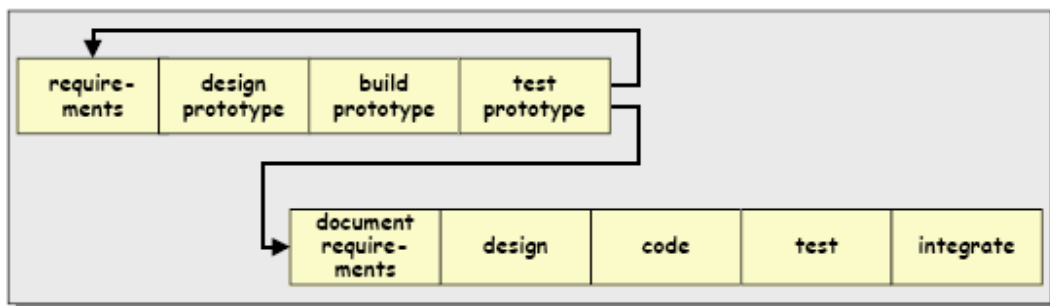 require-
ments
design
prototype
build
prototype
test
prototype
document
require-
ments
design
code
test
integrate